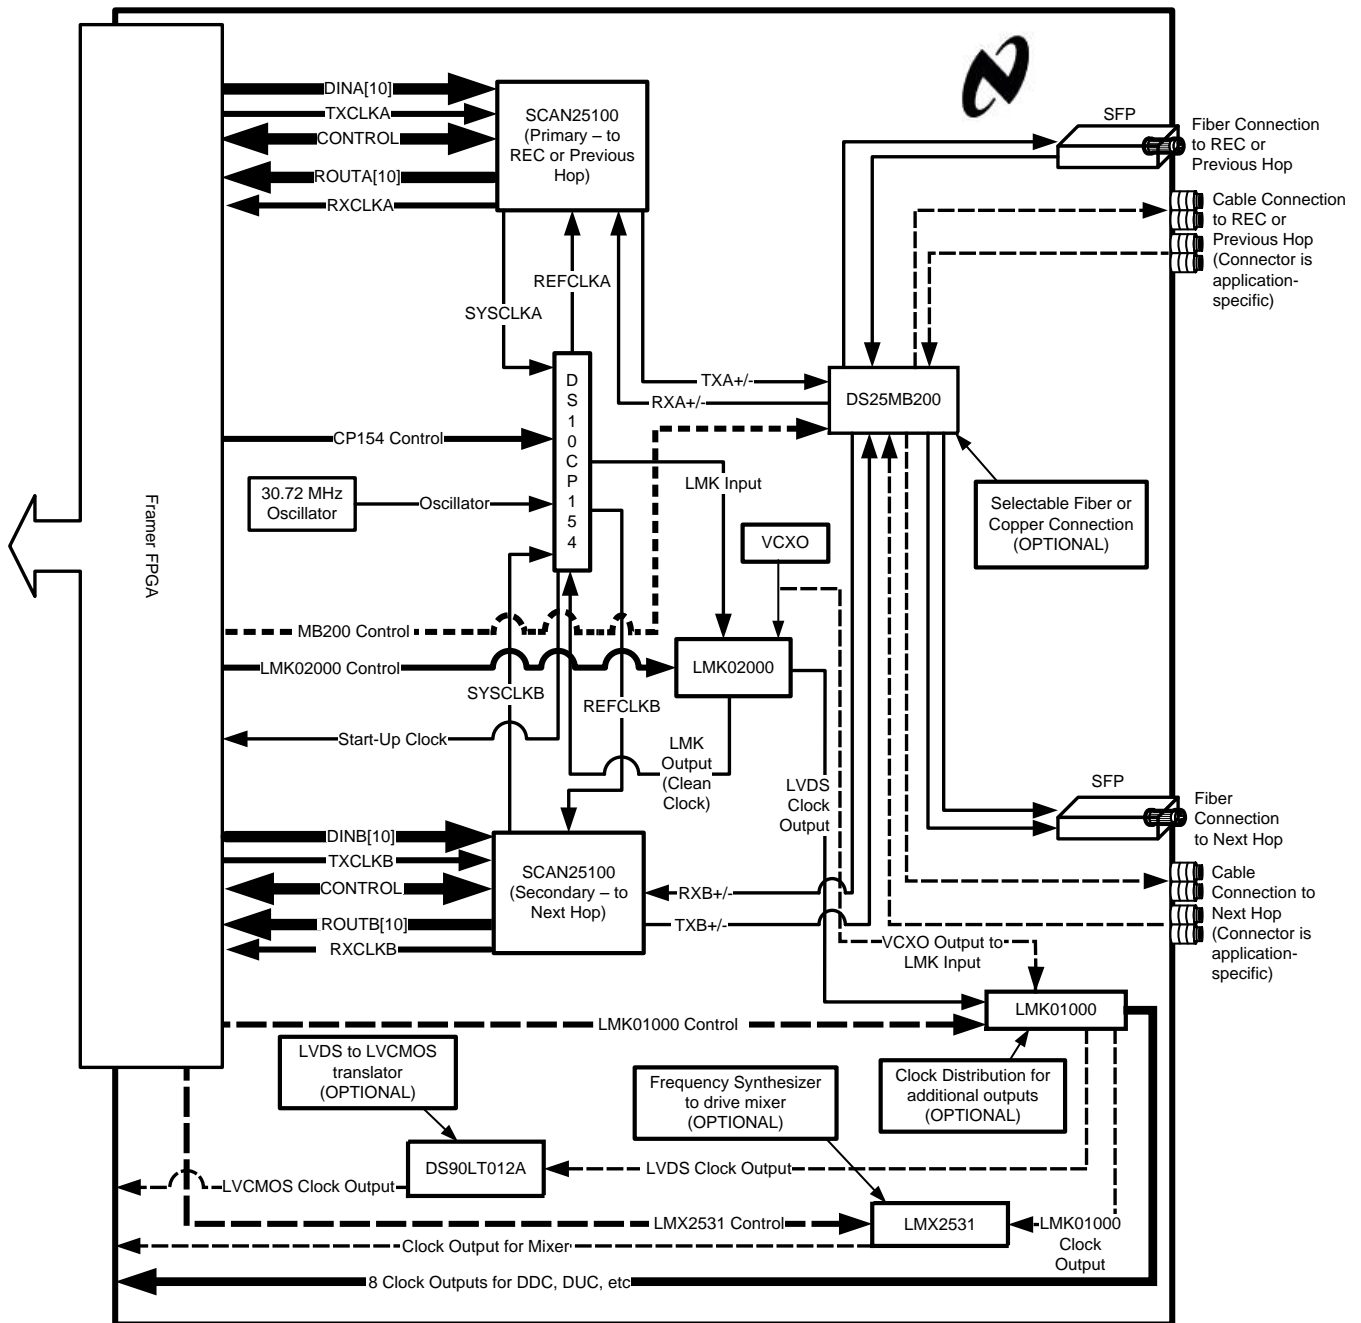 DINA[10]
TXCLKA
CONTROL
ROUTA[10]
RXCLKA
SCAN25100
(Primary – to
REC or Previous
Hop)
SFP
Fiber Connection
to REC or
Previous Hop
Cable Connection
to REC or
Previous Hop
(Connector is
application-
specific)
REFCLKA
SYSCLKA
DS10CP154
TXA+/-
RXA+/-
DS25MB200
CP154 Control
LMK Input
30.72 MHz
Oscillator
Oscillator
Selectable Fiber or
Copper Connection
(OPTIONAL)
VCXO
Framer FPGA
MB200 Control
LMK02000 Control
LMK02000
SYSCLKB
REFCLKB
Start-Up Clock
LMK
Output
(Clean
Clock)
LVDS
Clock
Output
SFP
Fiber
Connection
to Next Hop
DINB[10]
TXCLKB
CONTROL
ROUTB[10]
RXCLKB
SCAN25100
(Secondary – to
Next Hop)
RXB+/-
TXB+/-
Cable
Connection to
Next Hop
(Connector is
application-
specific)
VCXO Output to
LMK Input
LMK01000
LMK01000 Control
LVDS to LVCMOS
translator
(OPTIONAL)
Frequency Synthesizer
to drive mixer
(OPTIONAL)
Clock Distribution for
additional outputs
(OPTIONAL)
DS90LT012A
LVDS Clock Output
LVCMOS Clock Output
LMX2531 Control
LMX2531
LMK01000
Clock
Output
Clock Output for Mixer
8 Clock Outputs for DDC, DUC, etc